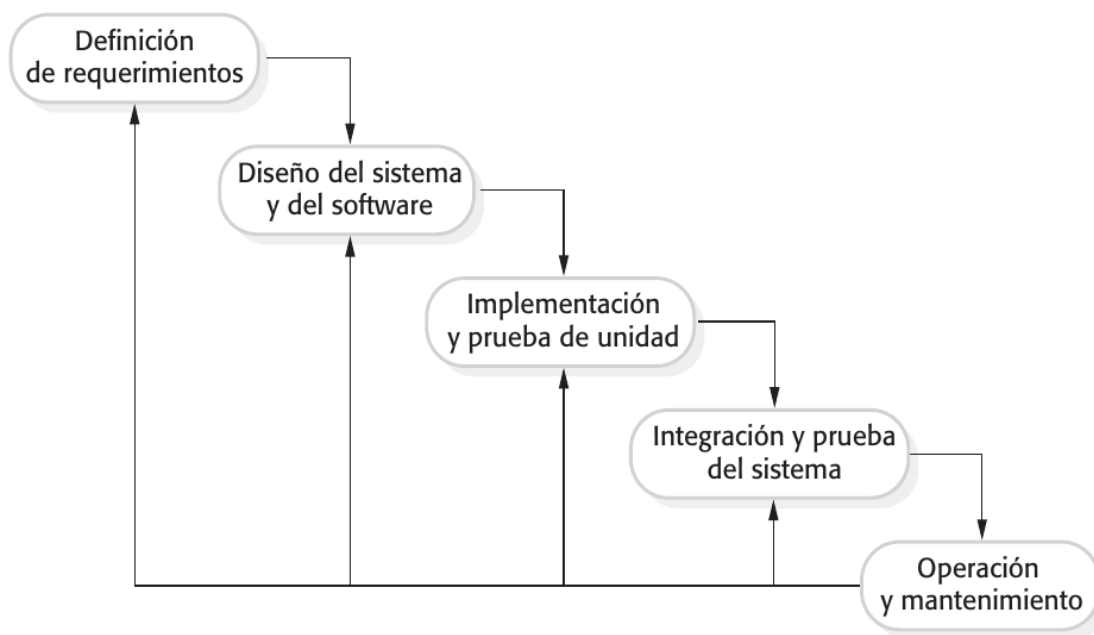 Definición
de requerimientos
Diseño del sistema
y del software
Implementación
y prueba de unidad
Integración y prueba
del sistema
Operación
y mantenimiento